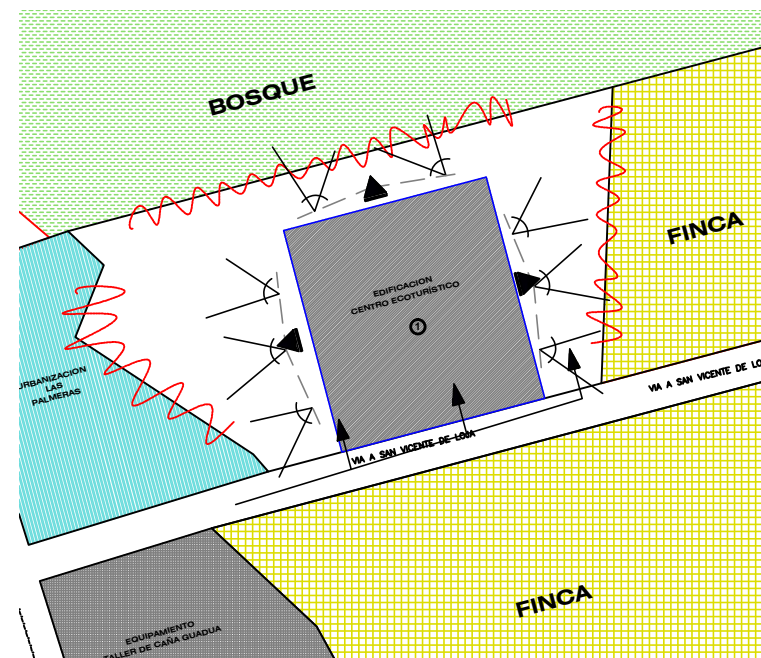 BOSQUE
FINCA
EDIFICACION
CENTRO ECOTURÍSTICO
1
URBANIZACION
LAS
PALMERAS
VIA A SAN VICENTE DE LO
VIA A SAN VICENTE DE LOJA
FINCA
EQUIPAMIENTO
TALLER DE CAÑA GUADUA